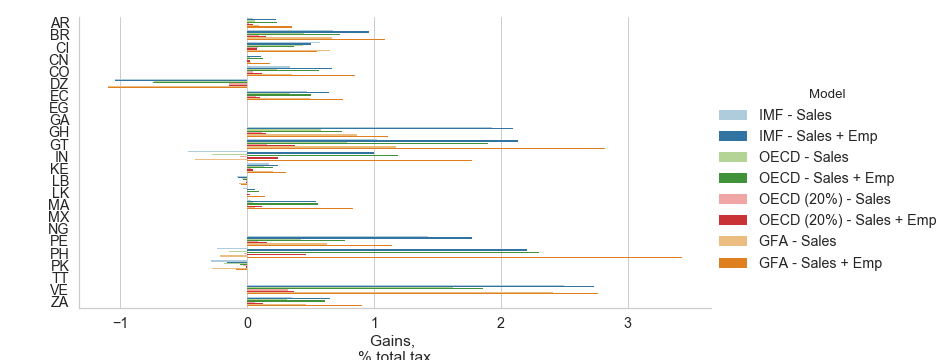 AR
BR
CI
CN
CO
DZ
EC
EG
GA
GH
GT
IN
KE
LB
LK
MA
MX
NG
PE
PH
PK
TT
VE
ZA
−1
0
1
2
3
Gains,
% total tax
Model
IMF - Sales
IMF - Sales + Emp
OECD - Sales
OECD - Sales + Emp
OECD (20%) - Sales
OECD (20%) - Sales + Emp
GFA - Sales
GFA - Sales + Emp